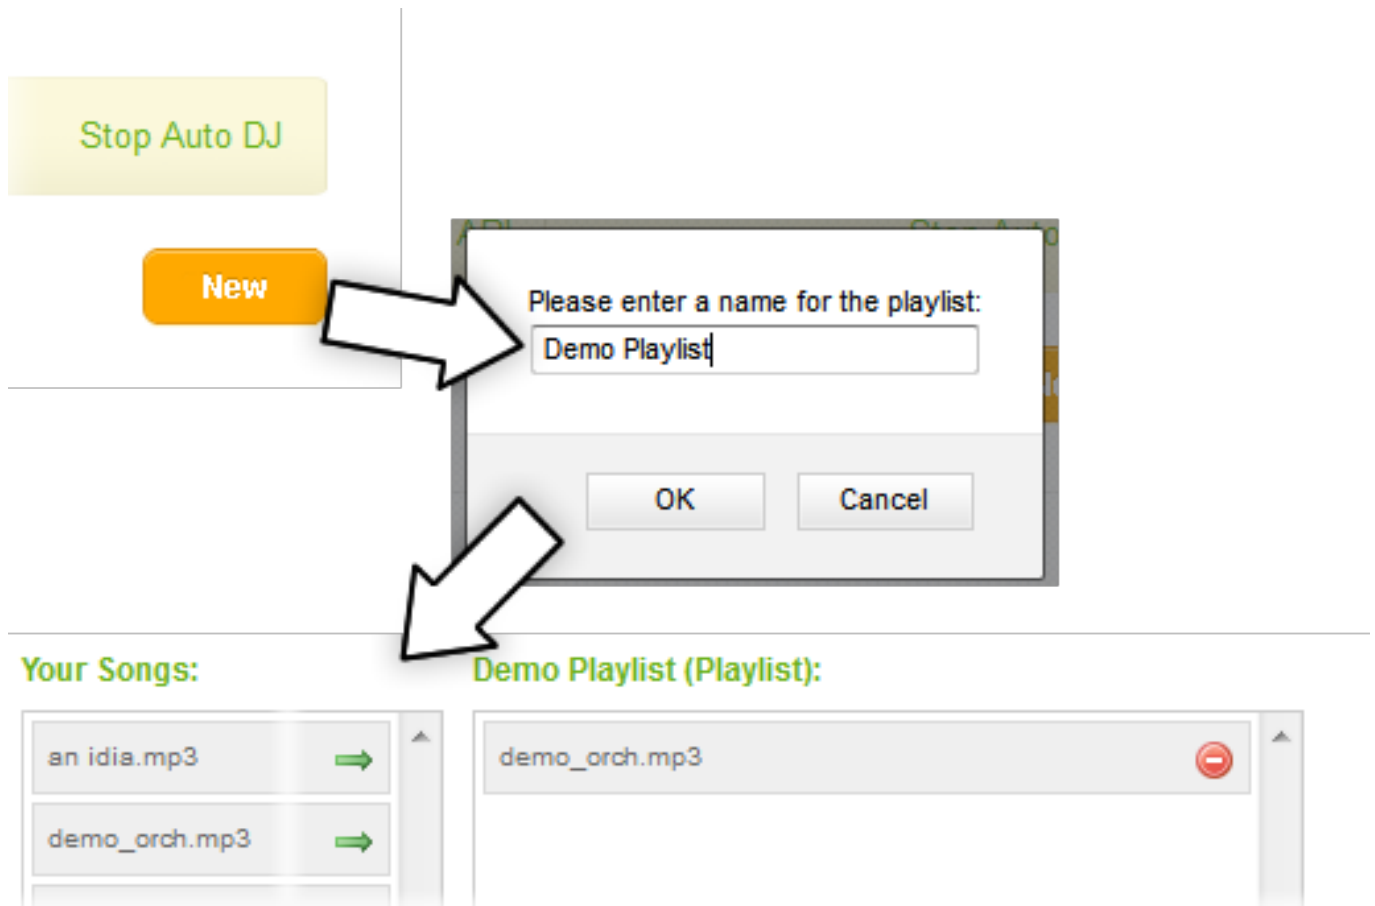 Stop Auto DJ
New
Please enter a name for the playlist:
Demo Playlist
OK
Cancel
Your Songs:
Demo Playlist (Playlist):
an idia.mp3
demo_orch.mp3
demo_orch.mp3